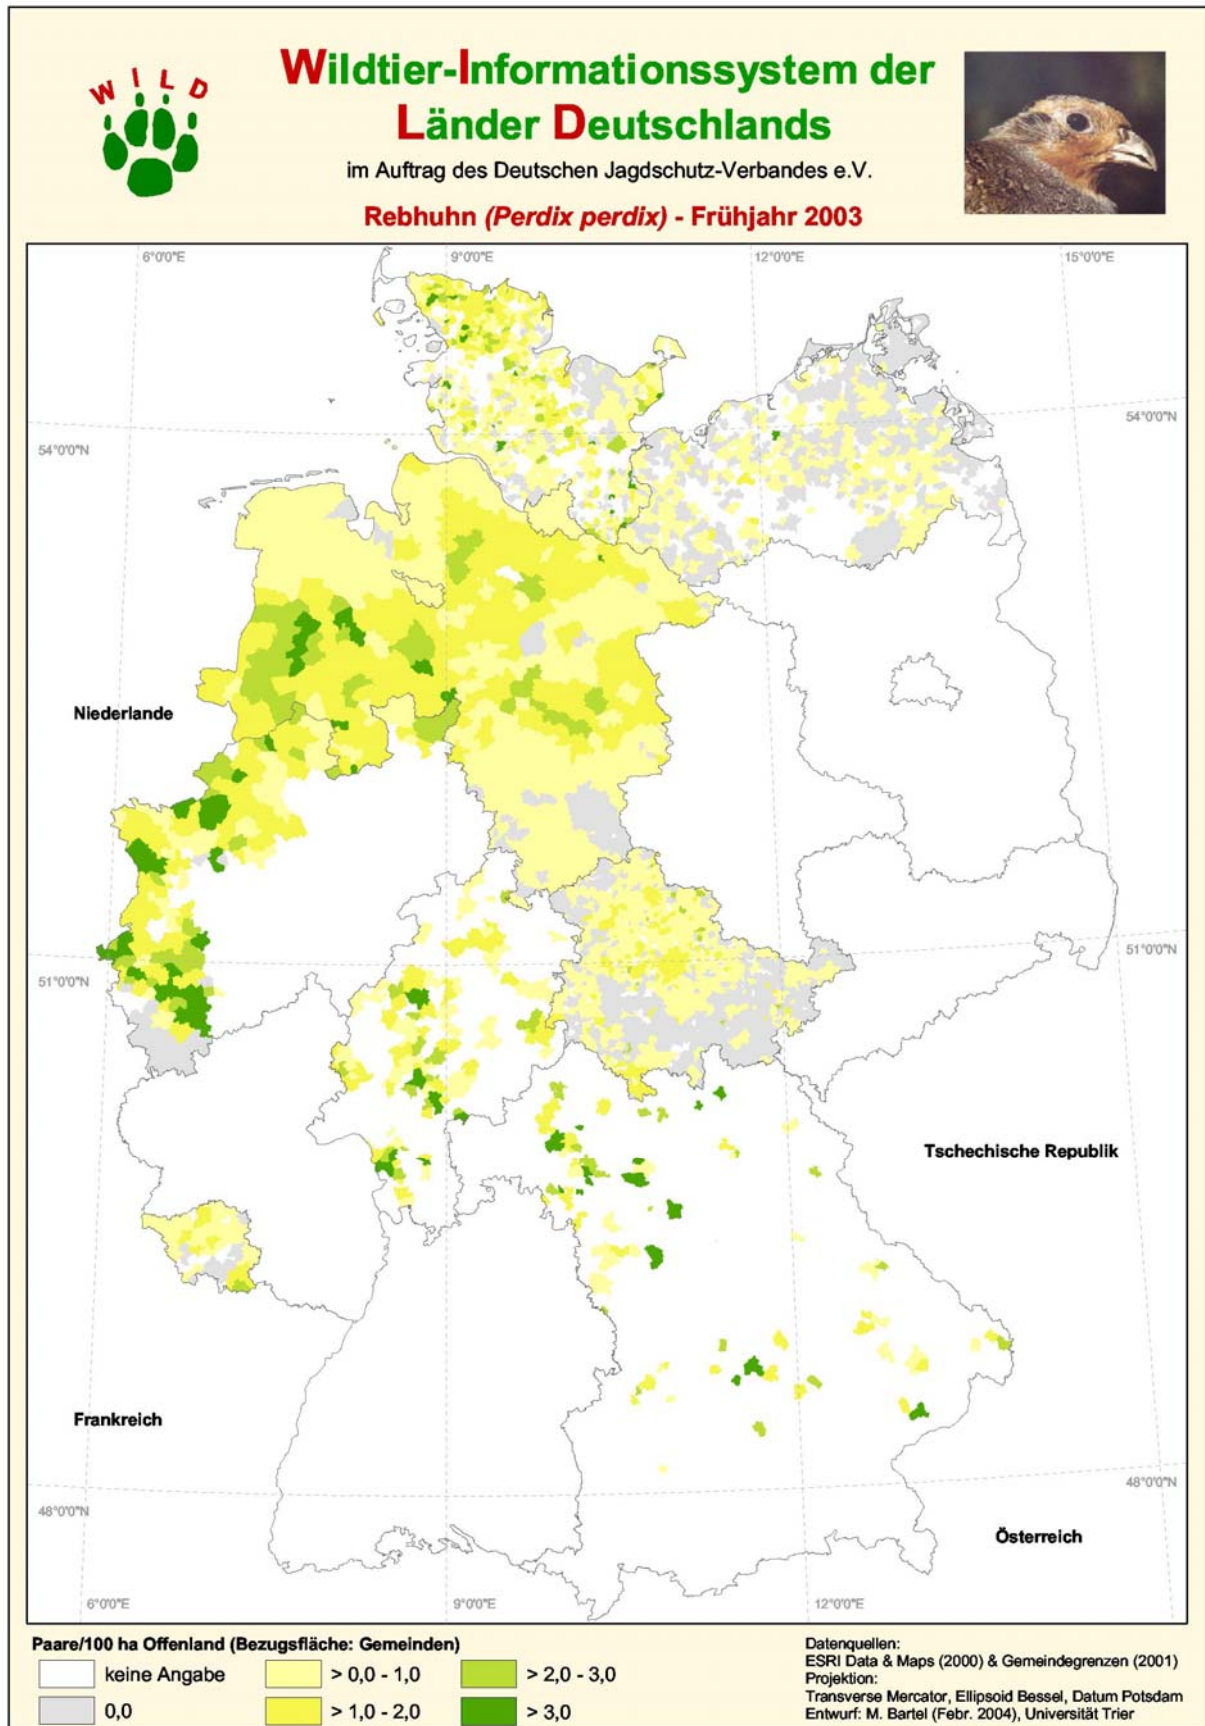 WILD
Wildtier-Informationssystem der
Länder Deutschlands
im Auftrag des Deutschen Jagdschutz-Verbandes e.V.
Rebhuhn (Perdix perdix) - Frühjahr 2003
6°0'0"E
9°0'0"E
12°0'0"E
15°0'0"E
54°0'0"N
54°0'0"N
Niederlande
51°0'0"N
51°0'0"N
Tschechische Republik
Frankreich
48°0'0"N
48°0'0"N
Österreich
6°0'0"E
9°0'0"E
12°0'0"E
Paare/100 ha Offenland (Bezugsfläche: Gemeinden)
keine Angabe
> 0,0 - 1,0
> 2,0 - 3,0
0,0
> 1,0 - 2,0
> 3,0
Datenquellen:
ESRI Data & Maps (2000) & Gemeindegrenzen (2001)
Projektion:
Transverse Mercator, Ellipsoid Bessel, Datum Potsdam
Entwurf: M. Bartel (Febr. 2004), Universität Trier